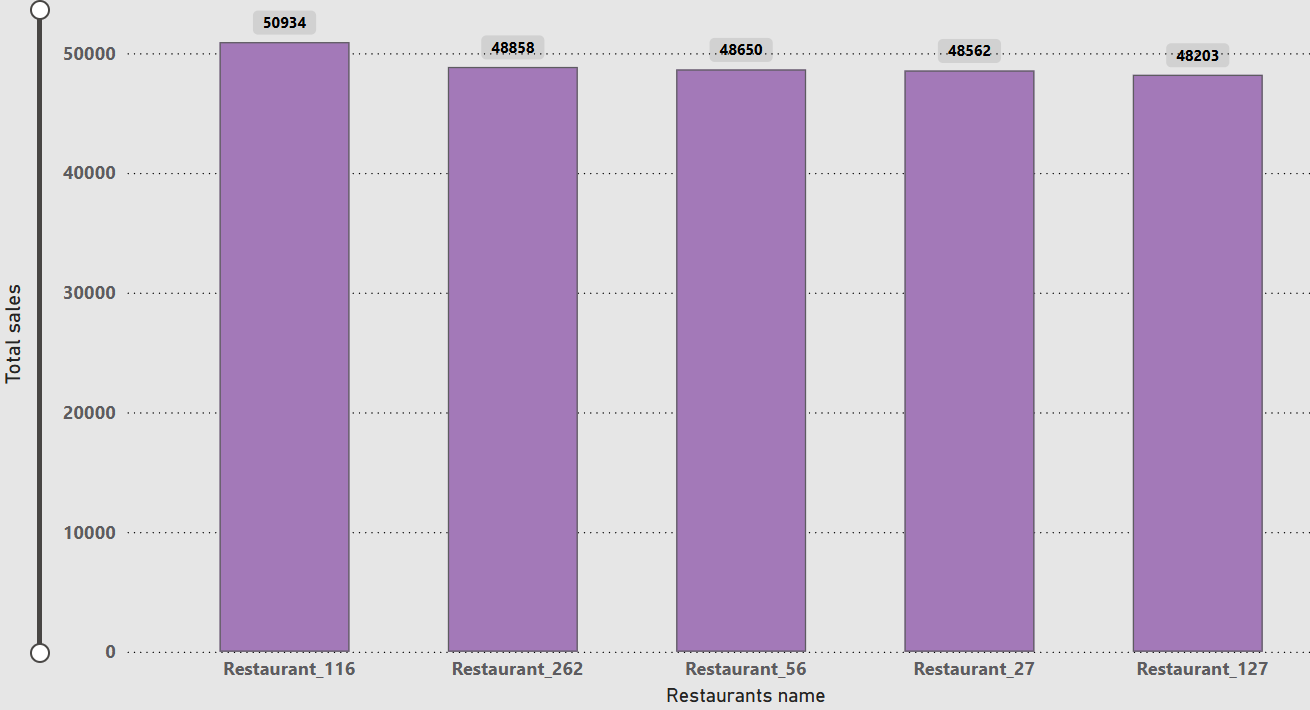 50934
48858
48650
48562
48203
50000
40000
30000
20000
10000
0
Total sales
Restaurant_116
Restaurant_262
Restaurant_56
Restaurant_27
Restaurant_127
Restaurants name